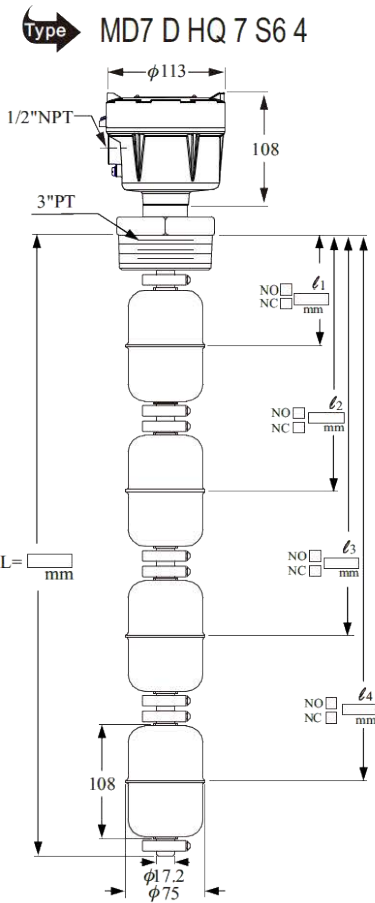 Type MD7 D HQ 7 S6 4
ϕ113
1/2"NPT
108
3"PT
NO ℓ1
NC mm
NO ℓ2
NC mm
NO ℓ3
NC mm
L= mm
NO ℓ4
NC mm
108
ϕ17.2
ϕ75